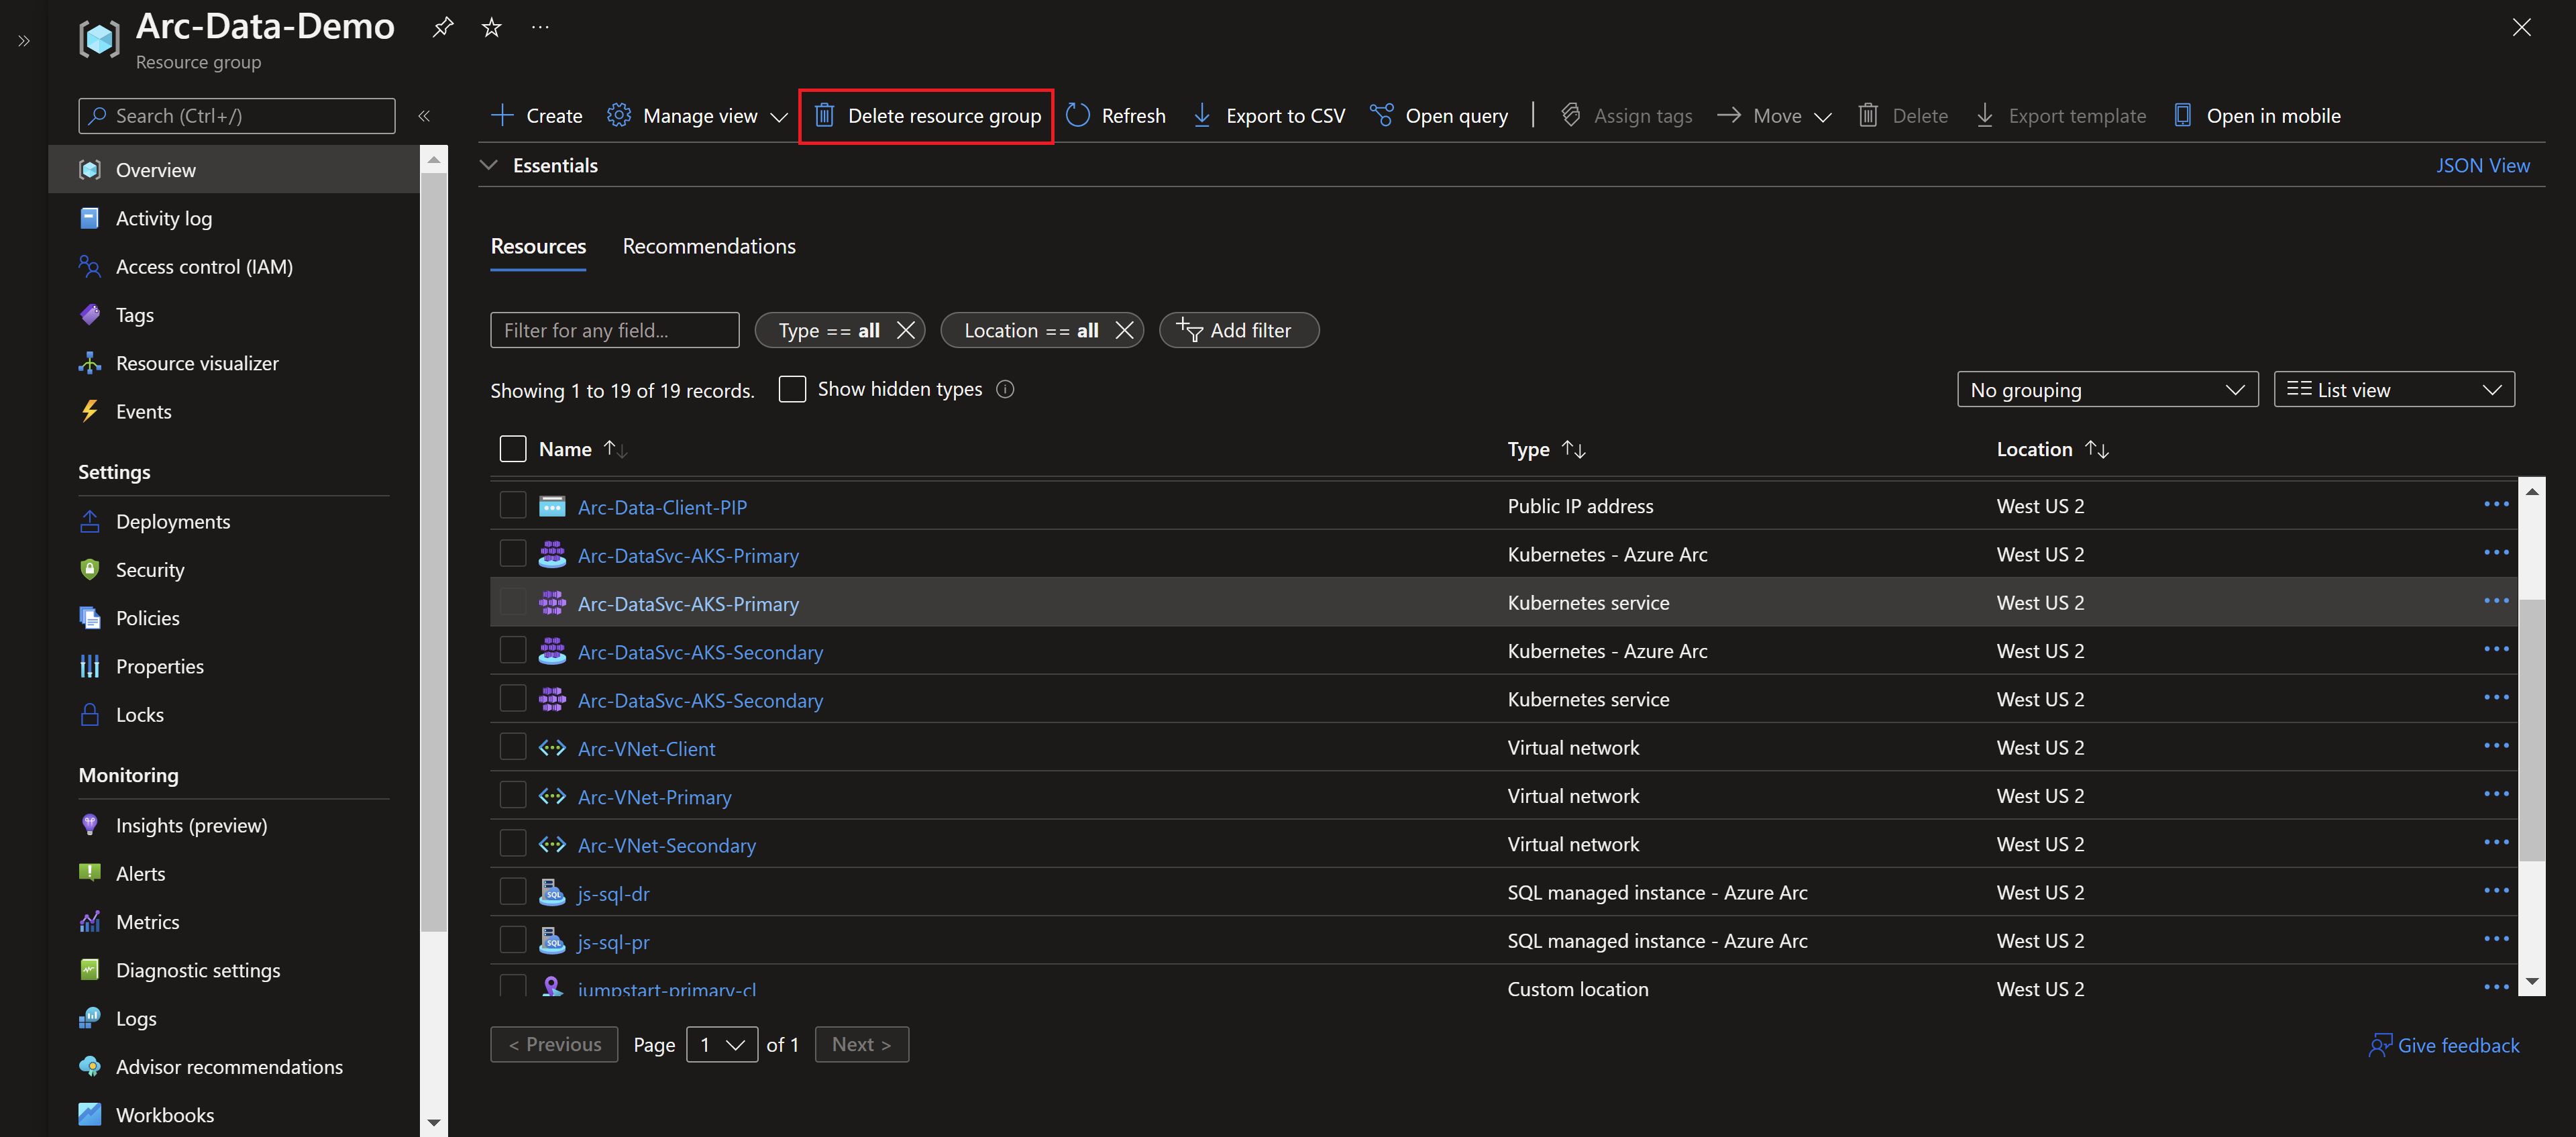 Arc-Data-Demo
Resource group
Search (Ctrl+/)
Create
Manage view
Delete resource group
Refresh
Export to CSV
Open query
Assign tags
Move
Delete
Export template
Open in mobile
Essentials
JSON View
Overview
Activity log
Access control (IAM)
Tags
Resource visualizer
Events
Settings
Deployments
Security
Policies
Properties
Locks
Monitoring
Insights (preview)
Alerts
Metrics
Diagnostic settings
Logs
Advisor recommendations
Workbooks
Resources
Recommendations
Filter for any field...
Type == all
Location == all
Add filter
Showing 1 to 19 of 19 records.
Show hidden types
No grouping
List view
Name
Type
Location
Arc-Data-Client-PIP Public IP address West US 2
Arc-DataSvc-AKS-Primary Kubernetes - Azure Arc West US 2
Arc-DataSvc-AKS-Primary Kubernetes service West US 2
Arc-DataSvc-AKS-Secondary Kubernetes - Azure Arc West US 2
Arc-DataSvc-AKS-Secondary Kubernetes service West US 2
Arc-VNet-Client Virtual network West US 2
Arc-VNet-Primary Virtual network West US 2
Arc-VNet-Secondary Virtual network West US 2
js-sql-dr SQL managed instance - Azure Arc West US 2
js-sql-pr SQL managed instance - Azure Arc West US 2
jumpstart-primary-cl Custom location West US 2
< Previous
Page 1 of 1
Next >
Give feedback